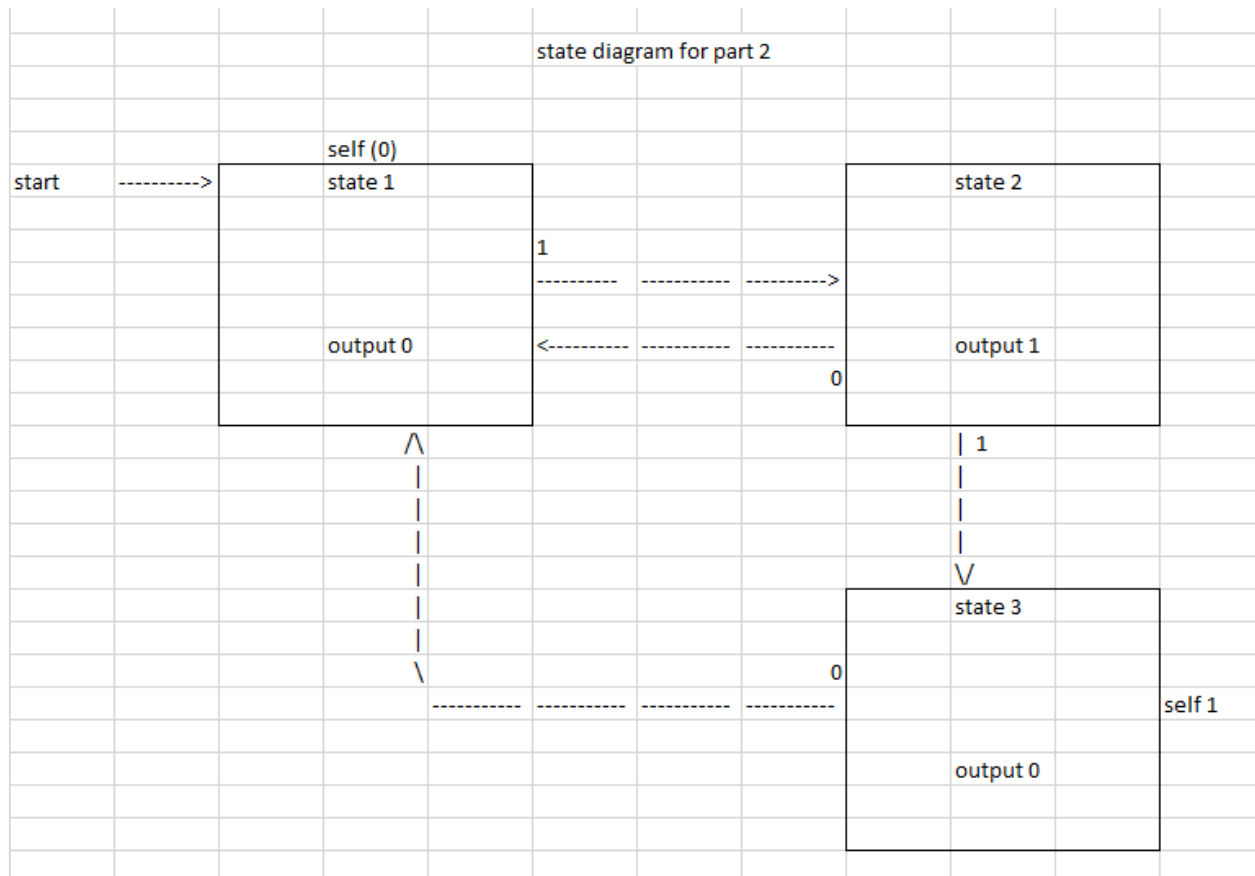 state diagram for part 2
self (0)
start ----------> state 1 state 2
1
---------- ----------- ---------->
output 0 <---------- ----------- ----------- output 1
0
/\ | 1
| |
| |
| |
| \/
| state 3
|
\ 0
----------- ----------- ----------- ----------- self 1
output 0